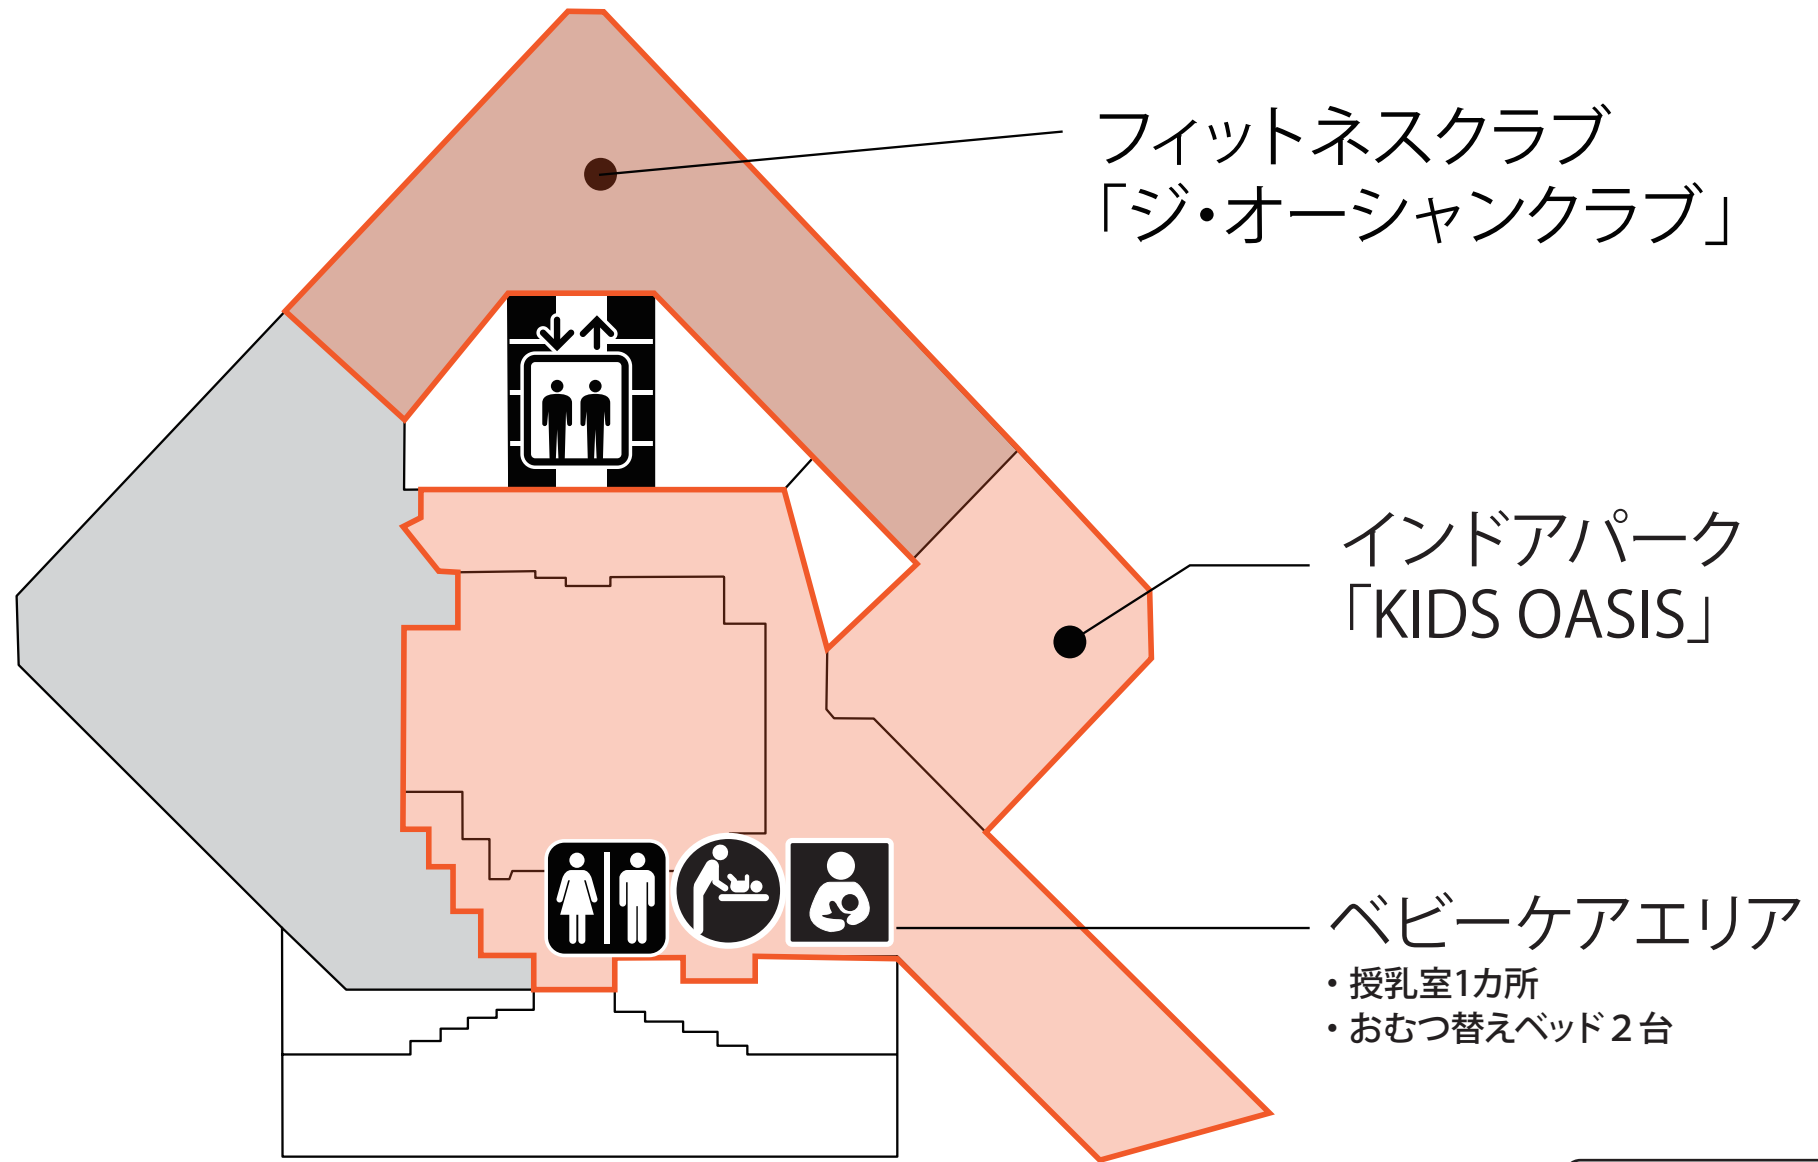 フィットネスクラブ
「ジ・オーシャンクラブ」
インドアパーク
「KIDS OASIS」
ベビーケアエリア
・授乳室1カ所
・おむつ替えベッド2台